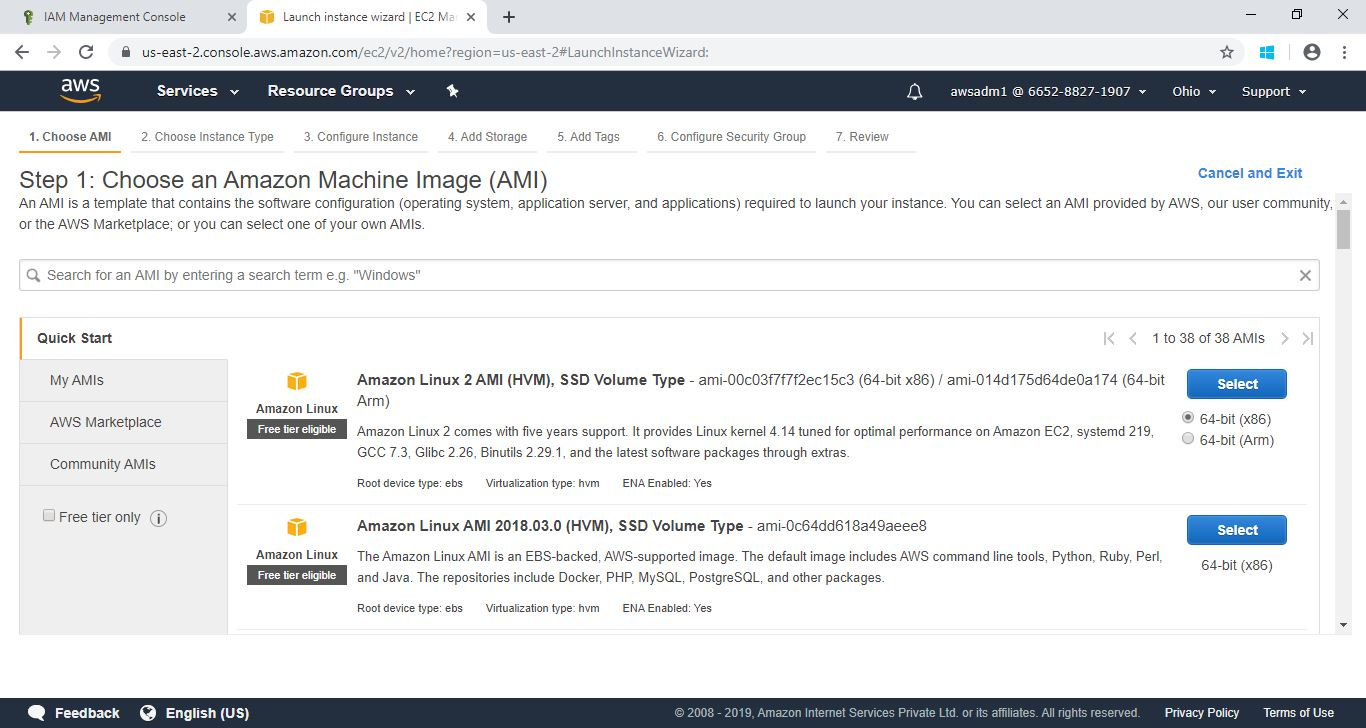 IAM Management Console
Launch instance wizard | EC2 Ma
us-east-2.console.aws.amazon.com/ec2/v2/home?region=us-east-2#LaunchInstanceWizard:
aws Services Resource Groups awsadm1 @ 6652-8827-1907 Ohio Support
1. Choose AMI 2. Choose Instance Type 3. Configure Instance 4. Add Storage 5. Add Tags 6. Configure Security Group 7. Review
Step 1: Choose an Amazon Machine Image (AMI)
Cancel and Exit
An AMI is a template that contains the software configuration (operating system, application server, and applications) required to launch your instance. You can select an AMI provided by AWS, our user community,
or the AWS Marketplace; or you can select one of your own AMIs.
Search for an AMI by entering a search term e.g. "Windows"
Quick Start
1 to 38 of 38 AMIs
My AMIs
AWS Marketplace
Community AMIs
Free tier only
Amazon Linux
Free tier eligible
Amazon Linux 2 AMI (HVM), SSD Volume Type - ami-00c03f7f7f2ec15c3 (64-bit x86) / ami-014d175d64de0a174 (64-bit
Arm)
Amazon Linux 2 comes with five years support. It provides Linux kernel 4.14 tuned for optimal performance on Amazon EC2, systemd 219,
GCC 7.3, Glibc 2.26, Binutils 2.29.1, and the latest software packages through extras.
Root device type: ebs Virtualization type: hvm ENA Enabled: Yes
Select
64-bit (x86)
64-bit (Arm)
Amazon Linux
Free tier eligible
Amazon Linux AMI 2018.03.0 (HVM), SSD Volume Type - ami-0c64dd618a49aeee8
The Amazon Linux AMI is an EBS-backed, AWS-supported image. The default image includes AWS command line tools, Python, Ruby, Perl,
and Java. The repositories include Docker, PHP, MySQL, PostgreSQL, and other packages.
Root device type: ebs Virtualization type: hvm ENA Enabled: Yes
Select
64-bit (x86)
Feedback English (US) © 2008 - 2019, Amazon Internet Services Private Ltd. or its affiliates. All rights reserved. Privacy Policy Terms of Use